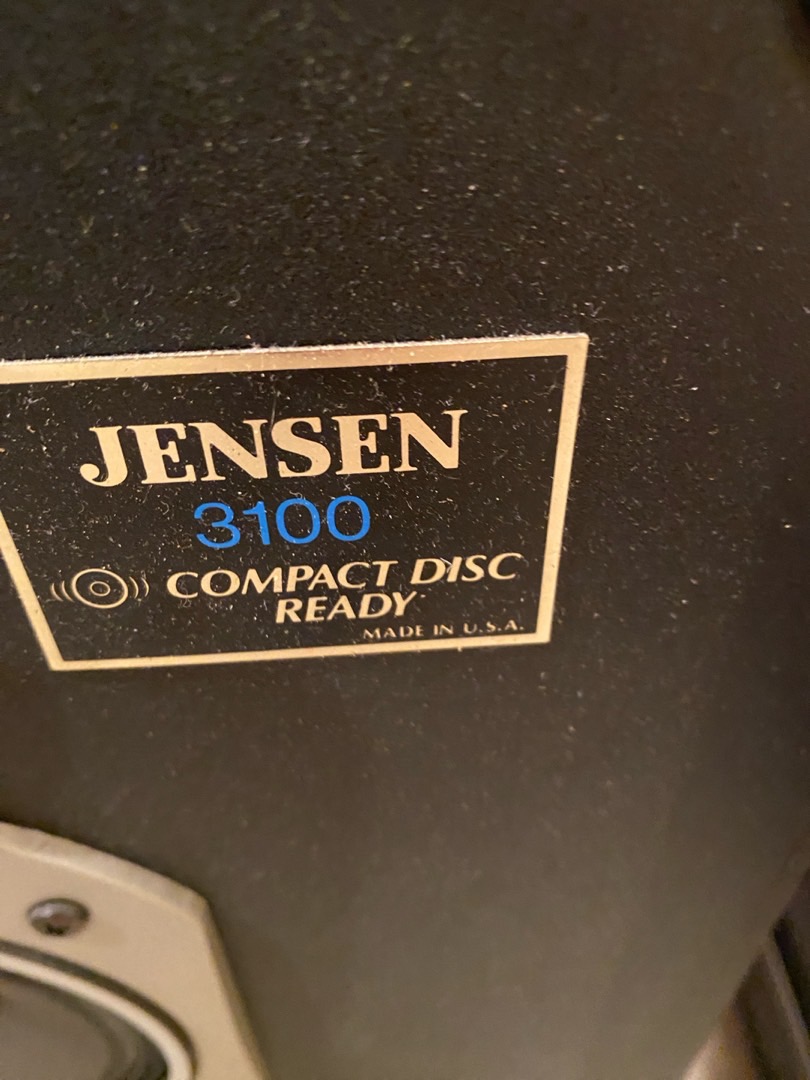 JENSEN
3100
COMPACT DISC
READY
MADE IN U.S.A.